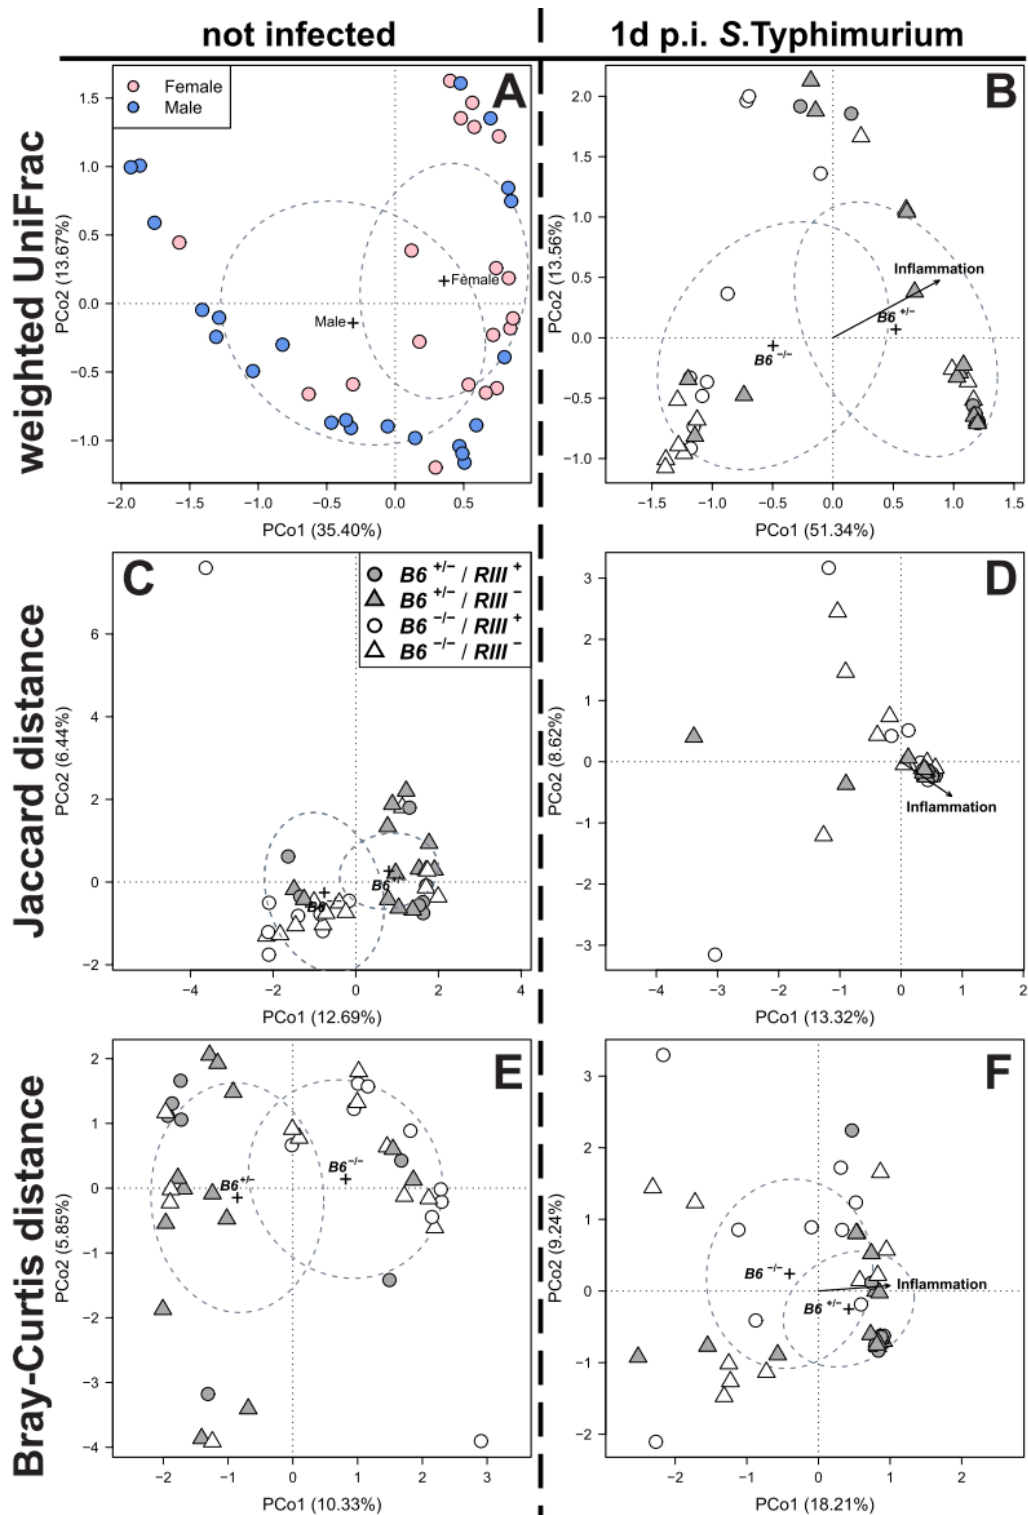 not infected
1d p.i. S.Typhimurium
weighted UniFrac
A
Female
Male
Female
Male
PCo2 (13.67%)
1.5
1.0
0.5
0.0
−0.5
−1.0
−2.0 −1.5 −1.0 −0.5 0.0 0.5
PCo1 (35.40%)
B
Inflammation
B6 +/−
B6 −/−
PCo2 (13.56%)
2.0
1.5
1.0
0.5
0.0
−0.5
−1.0
−1.5 −1.0 −0.5 0.0 0.5 1.0 1.5
PCo1 (51.34%)
Jaccard distance
C
B6 +/− / RIII +
B6 +/− / RIII −
B6 −/− / RIII +
B6 −/− / RIII −
B6
B6 −/−
PCo2 (6.44%)
6
4
2
0
−2
−4 −2 0 2 4
PCo1 (12.69%)
D
Inflammation
PCo2 (8.62%)
3
2
1
0
−1
−2
−3
−4 −3 −2 −1 0 1 2
PCo1 (13.32%)
Bray-Curtis distance
E
B6 +/−
B6 −/−
PCo2 (5.85%)
2
1
0
−1
−2
−3
−4
−2 −1 0 1 2 3
PCo1 (10.33%)
F
B6 −/−
Inflammation
B6 +/−
PCo2 (9.24%)
3
2
1
0
−1
−2
−2 −1 0 1 2
PCo1 (18.21%)